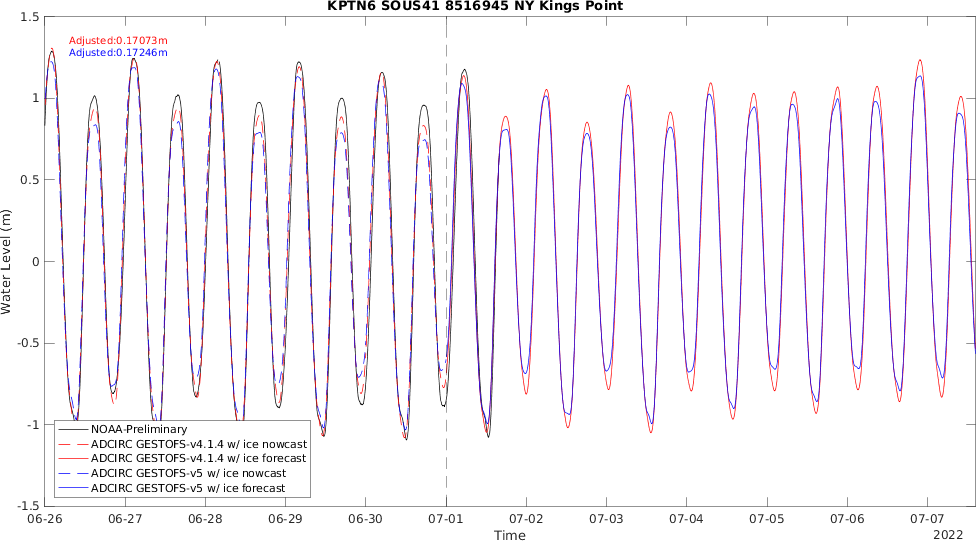 KPTN6 SOUS41 8516945 NY Kings Point
Adjusted:0.17073m
Adjusted:0.17246m
Water Level (m)
1.5
1
0.5
0
-0.5
-1
-1.5
NOAA-Preliminary
ADCIRC GESTOFS-v4.1.4 w/ ice nowcast
ADCIRC GESTOFS-v4.1.4 w/ ice forecast
ADCIRC GESTOFS-v5 w/ ice nowcast
ADCIRC GESTOFS-v5 w/ ice forecast
06-26 06-27 06-28 06-29 06-30 07-01 07-02 07-03 07-04 07-05 07-06 07-07
Time
2022